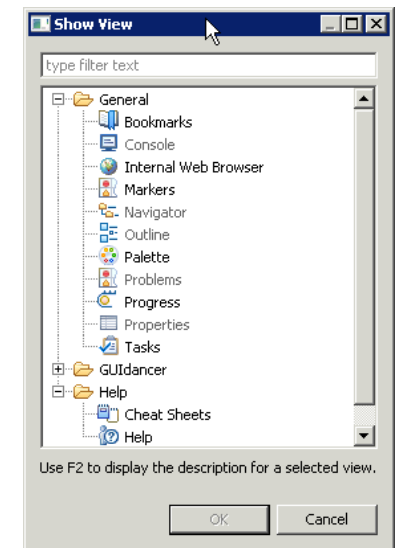 Show View
type filter text
General
Bookmarks
Console
Internal Web Browser
Markers
Navigator
Outline
Palette
Problems
Progress
Properties
Tasks
GUIdancer
Help
Cheat Sheets
Help
Use F2 to display the description for a selected view.
OK Cancel